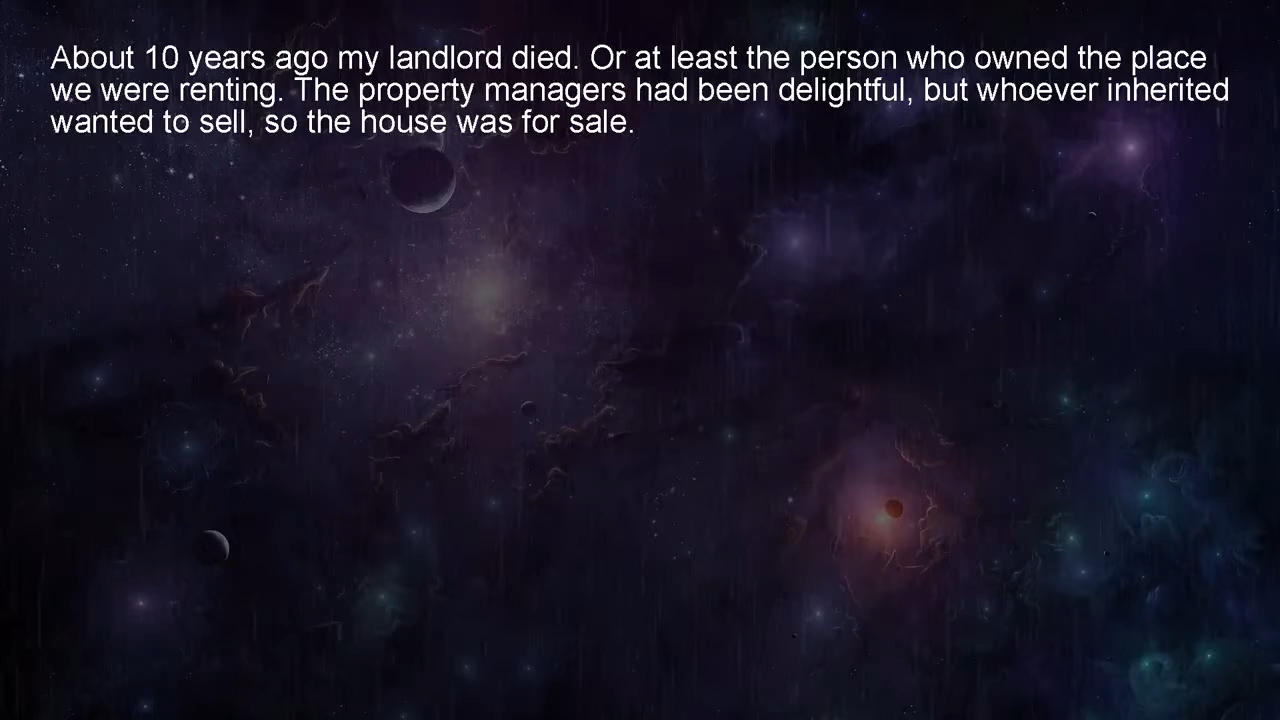 About 10 years ago my landlord died. Or at least the person who owned the place
we were renting. The property managers had been delightful, but whoever inherited
wanted to sell, so the house was for sale.